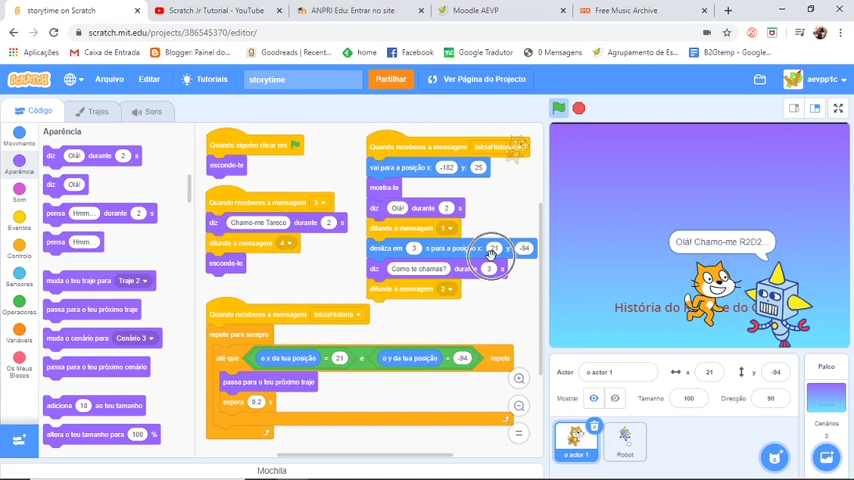 storytime on Scratch
Scratch Jr Tutorial - YouTube
ANPRI Edu: Entrar no site
Moodle AEVP
Free Music Archive
scratch.mit.edu/projects/386545370/editor/
Aplicações
Caixa de Entrada
Blogger: Painel do...
Goodreads | Recent...
home
Facebook
Google Tradutor
0 Mensagens
Agrupamento de Es...
B2Gtemp - Google...
SCRATCH
Arquivo
Editar
Tutoriais
storytime
Partilhar
Ver Página do Projecto
aevpp1c
Código
Trajes
Sons
Movimento
Aparência
Som
Eventos
Controlo
Sensores
Operadores
Variáveis
Os Meus Blocos
Aparência
diz Olá! durante 2 s
diz Olá!
pensa Hmm... durante 2 s
pensa Hmm...
muda o teu traje para Traje 2
passa para o teu próximo traje
muda o cenário para Cenário 3
passa para o teu próximo cenário
adiciona 10 ao teu tamanho
altera o teu tamanho para 100 %
Quando alguém clicar em
esconde-te
Quando receberes a mensagem 3
diz Chamo-me Tareco durante 2 s
difunde a mensagem 4
esconde-te
Quando receberes a mensagem IniciaHistoria
vai para a posição x: -182 y: 25
mostra-te
diz Olá! durante 2 s
difunde a mensagem 1
desliza em 3 s para a posição x: 21 y: -94
diz Como te chamas? durante 3 s
difunde a mensagem 2
Quando receberes a mensagem IniciaHistoria
repete para sempre
até que o x da tua posição = 21 e o y da tua posição = -94 repete
passa para o teu próximo traje
espera 0.2 s
Olá! Chamo-me R2D2...
História do
Actor
o actor 1
x 21
y -94
Mostrar
Tamanho 100
Direcção 90
o actor 1
Robot
Palco
Cenários
3
Mochila